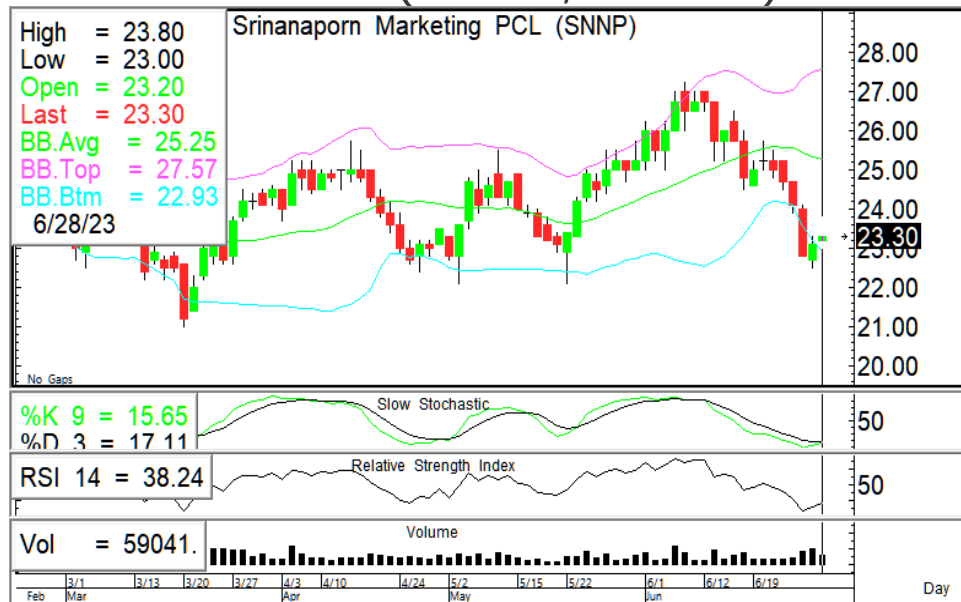 Srinanaporn Marketing PCL (SNNP)
High = 23.80
Low = 23.00
Open = 23.20
Last = 23.30
BB.Avg = 25.25
BB.Top = 27.57
BB.Btm = 22.93
6/28/23
28.00
27.00
26.00
25.00
24.00
23.30
23.00
22.00
21.00
20.00
No Gaps
Slow Stochastic
%K 9 = 15.65
%D 3 = 17.11
50
Relative Strength Index
RSI 14 = 38.24
50
Volume
Vol = 59041.
3/1 3/13 3/20 3/27 4/3 4/10 4/24 5/2 5/15 5/22 6/1 6/12 6/19
Feb Mar Apr May Jun Day